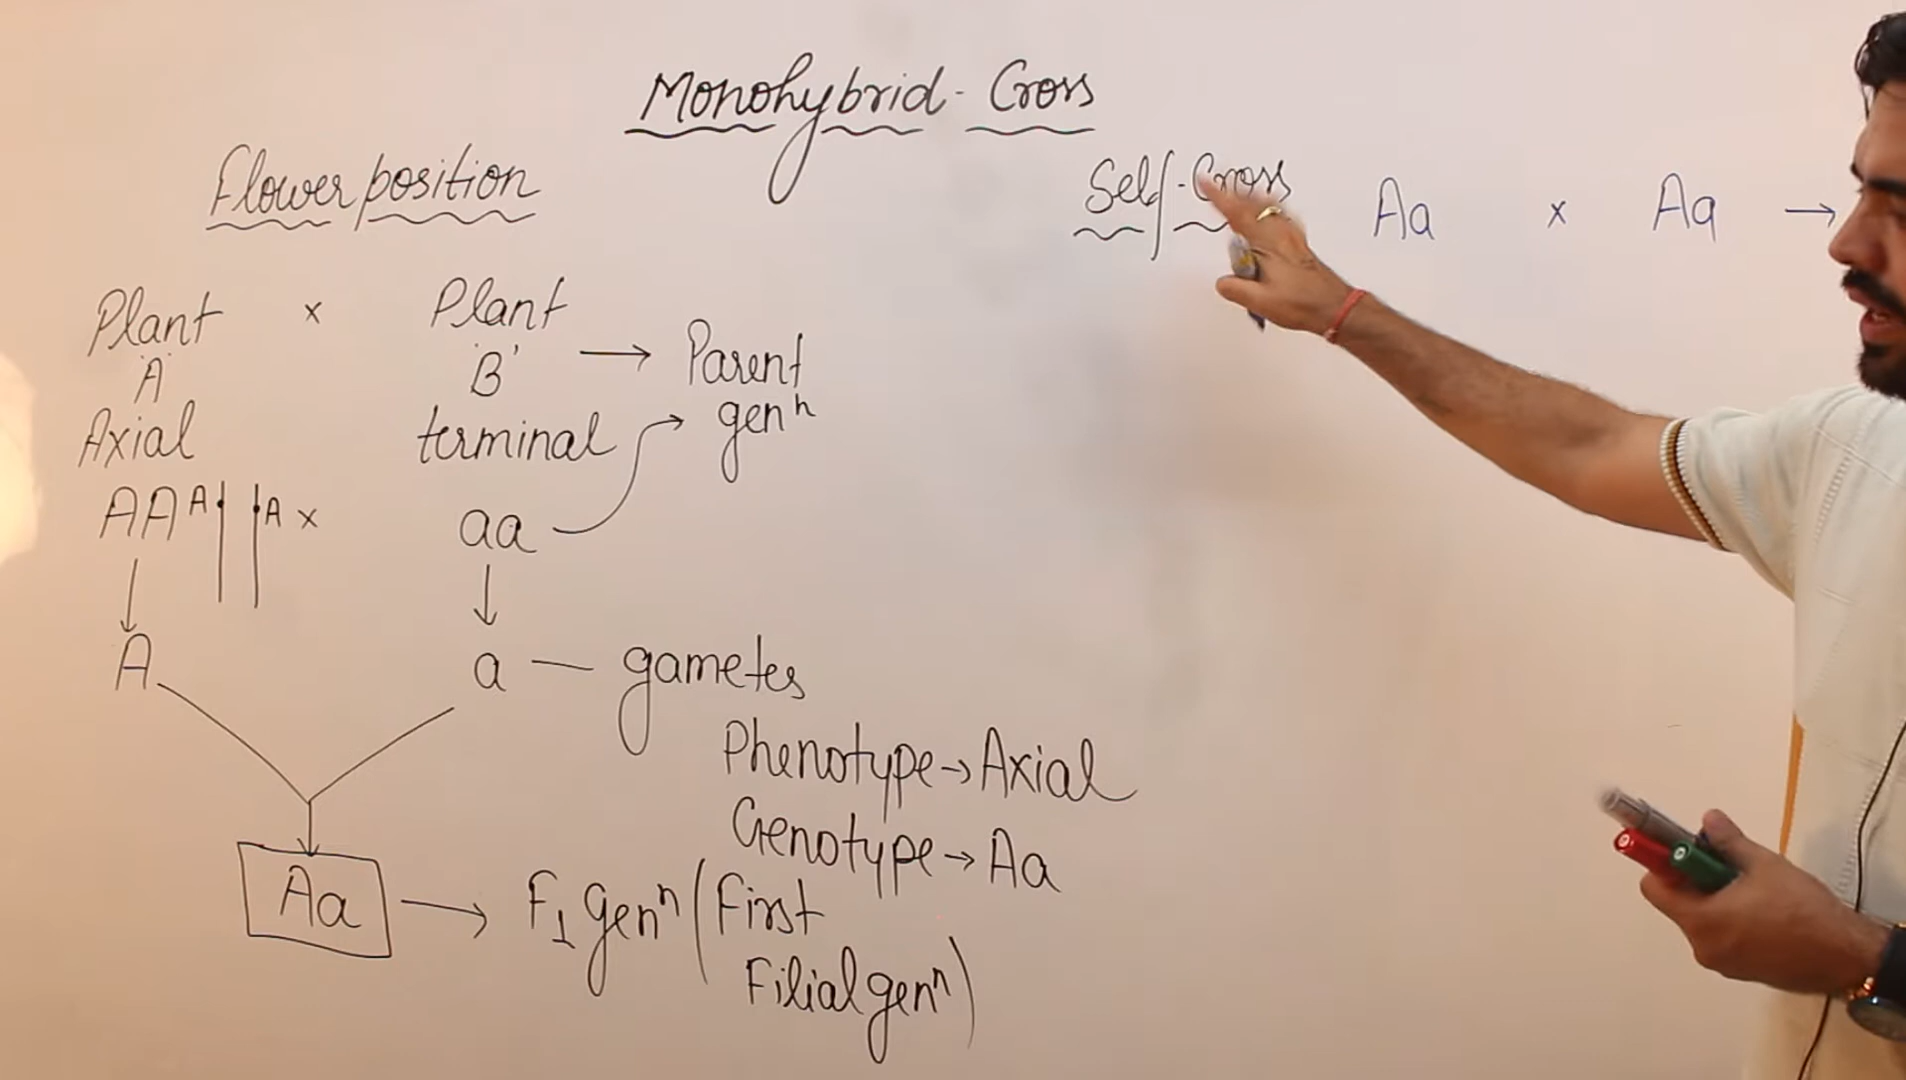 Monohybrid - Cross
Flower position
Plant × Plant
A B'
Axial terminal
→ Parent
genⁿ
AA A A × aa
↓ ↓
A a — gametes
Phenotype → Axial
Genotype → Aa
Aa → F₁ genⁿ (First
Filial genⁿ)
Self - Cross Aa × Aa →